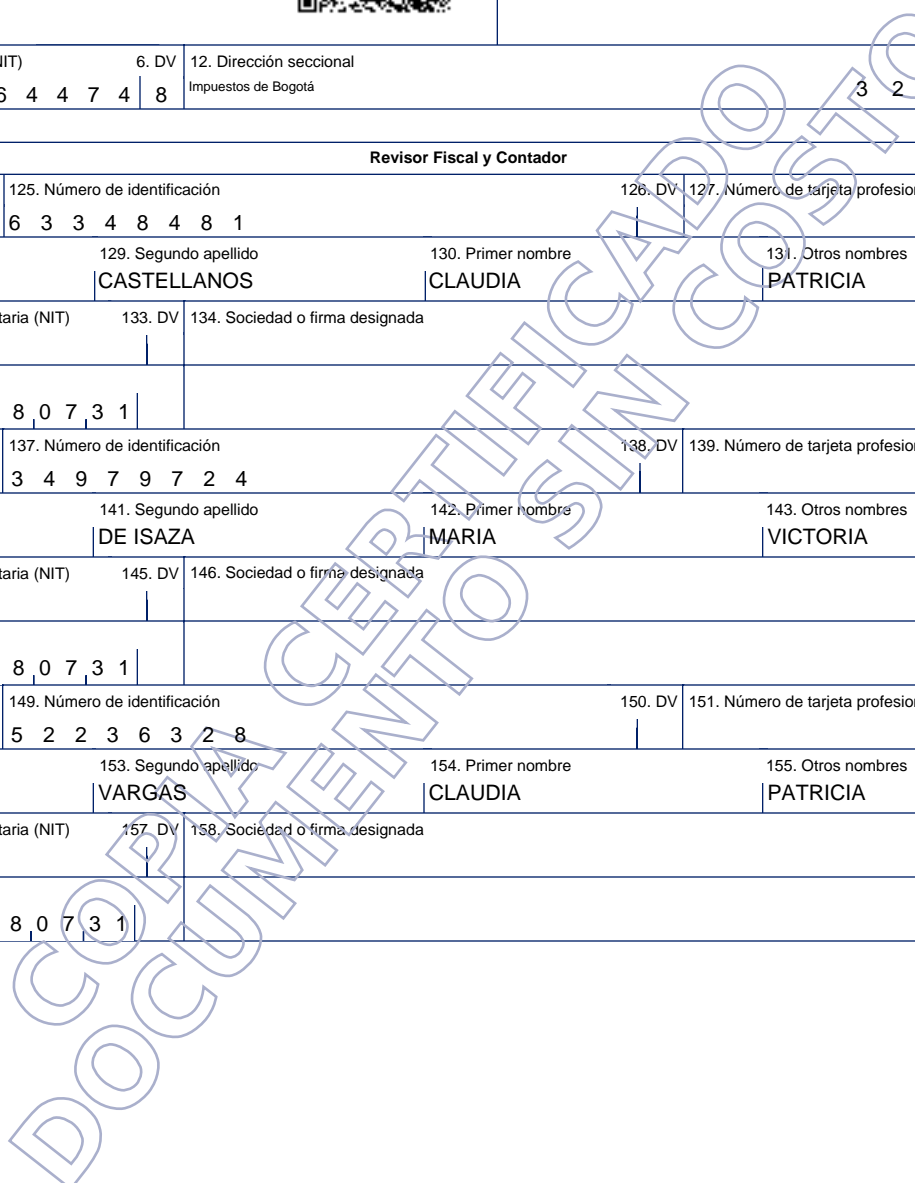 IT) 6. DV 12. Dirección seccional
6 4 4 7 4 8 Impuestos de Bogotá 3 2
Revisor Fiscal y Contador
125. Número de identificación 126. DV 127. Número de tarjeta profesion
6 3 3 4 8 4 8 1
129. Segundo apellido 130. Primer nombre 131. Otros nombres
CASTELLANOS CLAUDIA PATRICIA
taria (NIT) 133. DV 134. Sociedad o firma designada
8 0 7 3 1
137. Número de identificación 138. DV 139. Número de tarjeta profesion
3 4 9 7 9 7 2 4
141. Segundo apellido 142. Primer nombre 143. Otros nombres
DE ISAZA MARIA VICTORIA
taria (NIT) 145. DV 146. Sociedad o firma designada
8 0 7 3 1
149. Número de identificación 150. DV 151. Número de tarjeta profesion
5 2 2 3 6 3 2 8
153. Segundo apellido 154. Primer nombre 155. Otros nombres
VARGAS CLAUDIA PATRICIA
taria (NIT) 157. DV 158. Sociedad o firma designada
8 0 7 3 1
COPIA CERTIFICADO
DOCUMENTO SIN COSTO